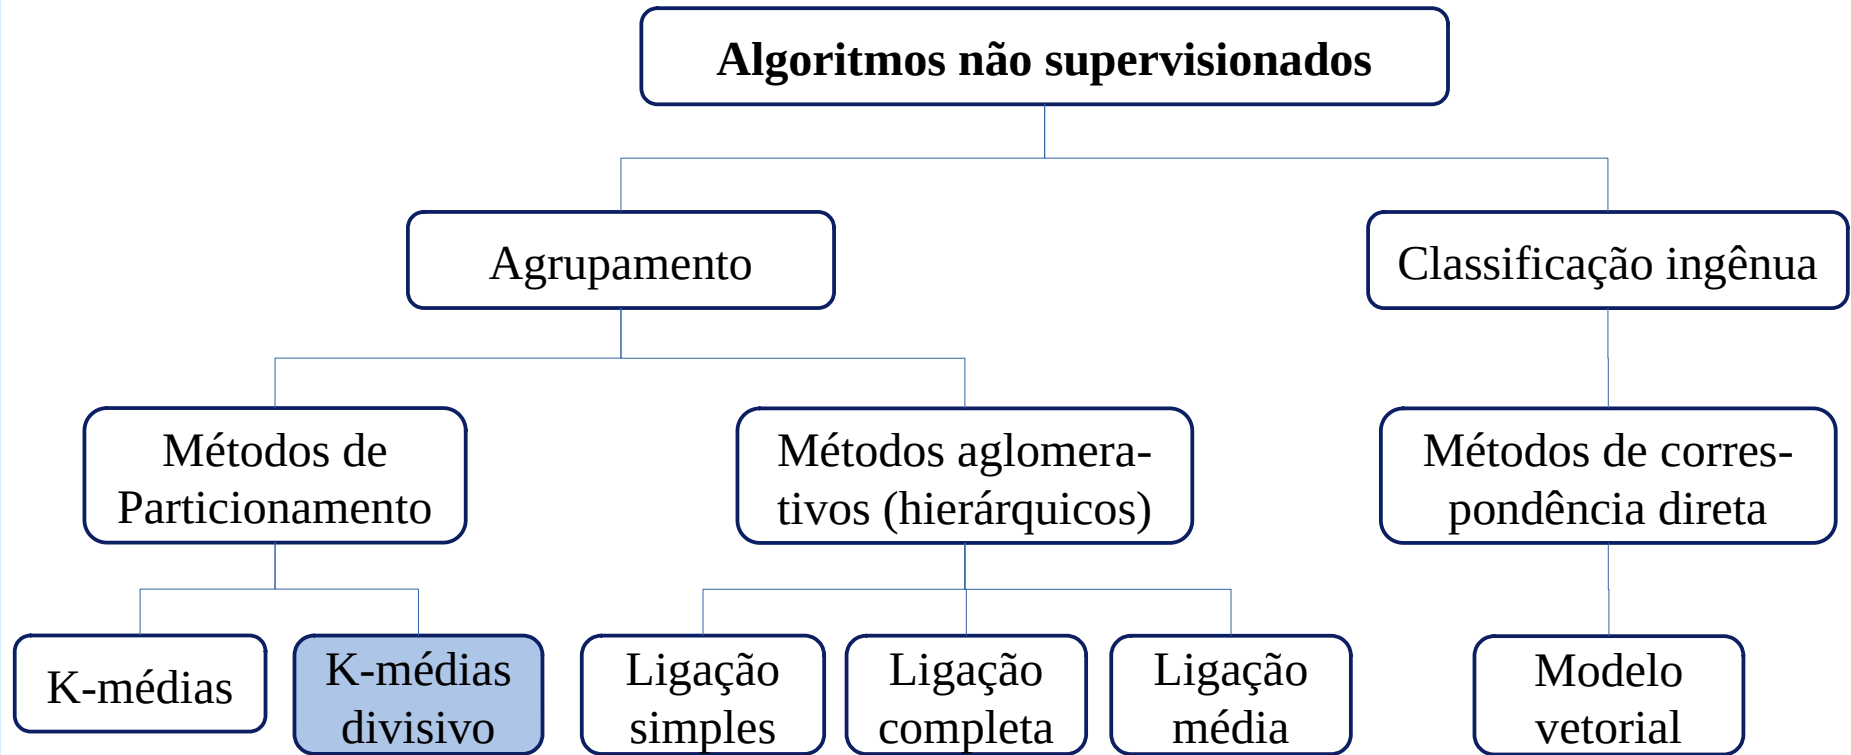 Algoritmos não supervisionados
Agrupamento
Classificação ingênua
Métodos de
Particionamento
Métodos aglomera-
tivos (hierárquicos)
Métodos de corres-
pondência direta
K-médias
K-médias
divisivo
Ligação
simples
Ligação
completa
Ligação
média
Modelo
vetorial